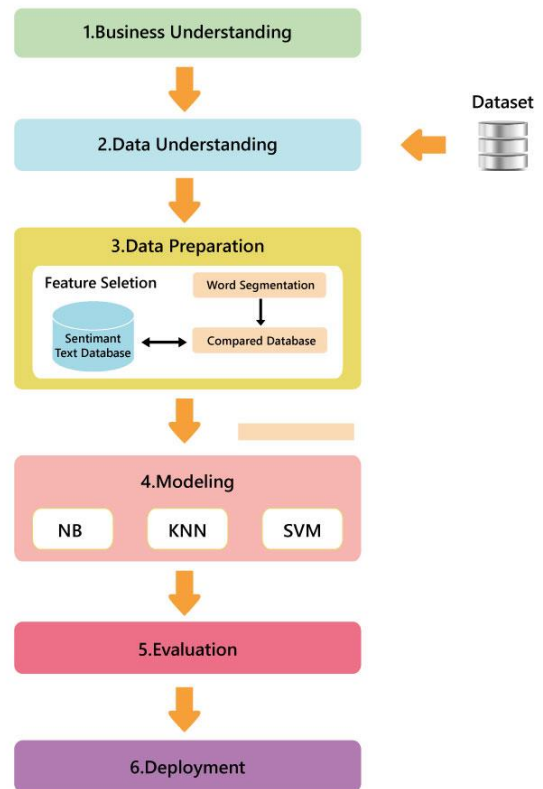 1.Business Understanding
Dataset
2.Data Understanding
3.Data Preparation
Feature Seletion
Word Segmentation
Sentimant
Text Database
Compared Database
4.Modeling
NB
KNN
SVM
5.Evaluation
6.Deployment